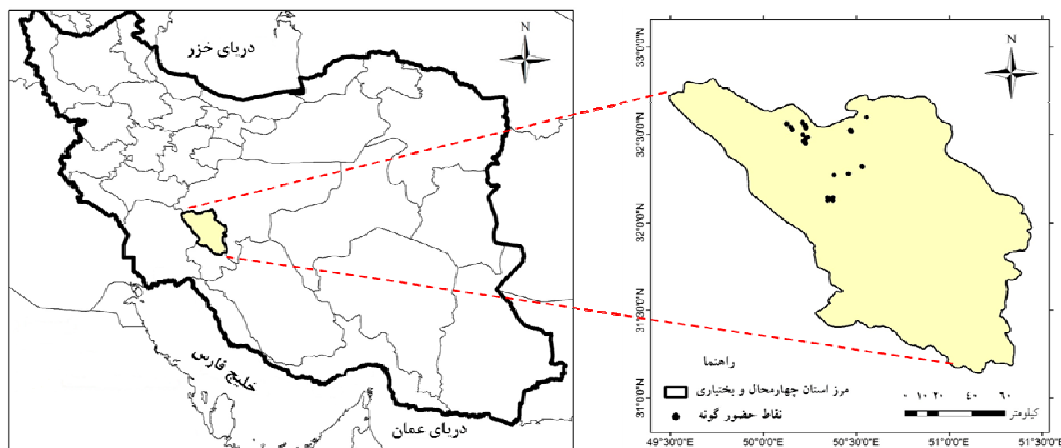 دریای خزر
N
خلیج فارس
دریای عمان
N
33°0'0"N
32°30'0"N
32°0'0"N
31°30'0"N
31°0'0"N
راهنما
مرز استان چهارمحال و بختیاری
نقاط حضور گونه
۰ ۱۰ ۲۰ ۴۰ ۶۰
کیلومتر
49°30'0"E 50°0'0"E 50°30'0"E 51°0'0"E 51°30'0"E